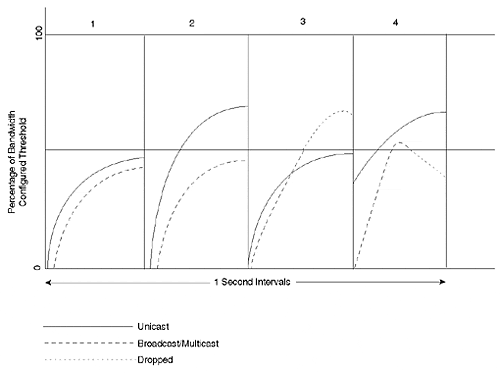 1 2 3 4
100
Percentage of Bandwidth
Configured Threshold
0
1 Second Intervals
Unicast
Broadcast/Multicast
Dropped